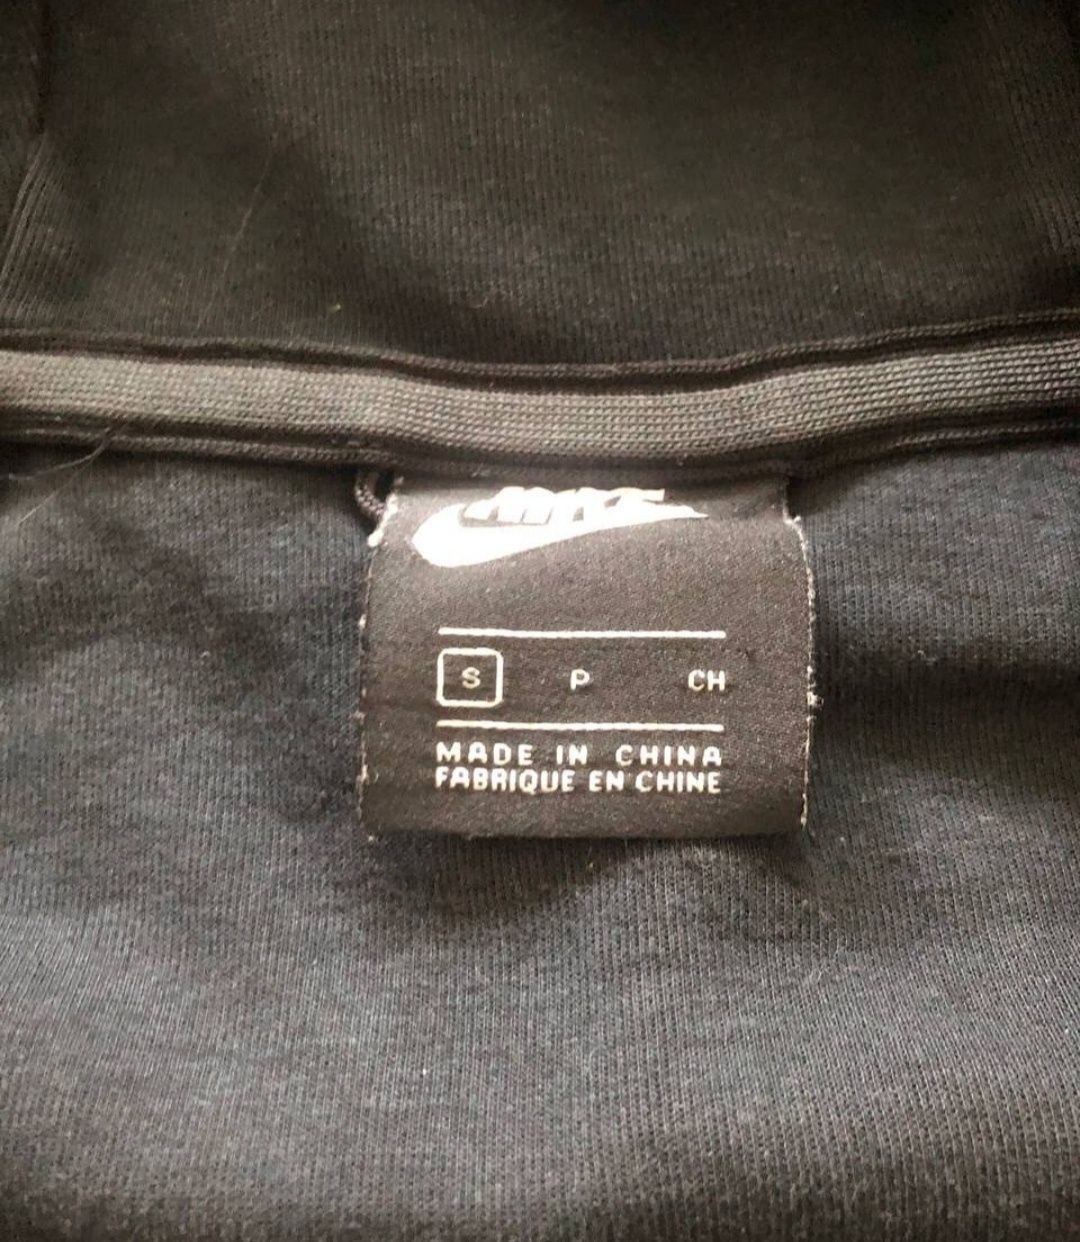 NIKE
S P CH
MADE IN CHINA
FABRIQUE EN CHINE